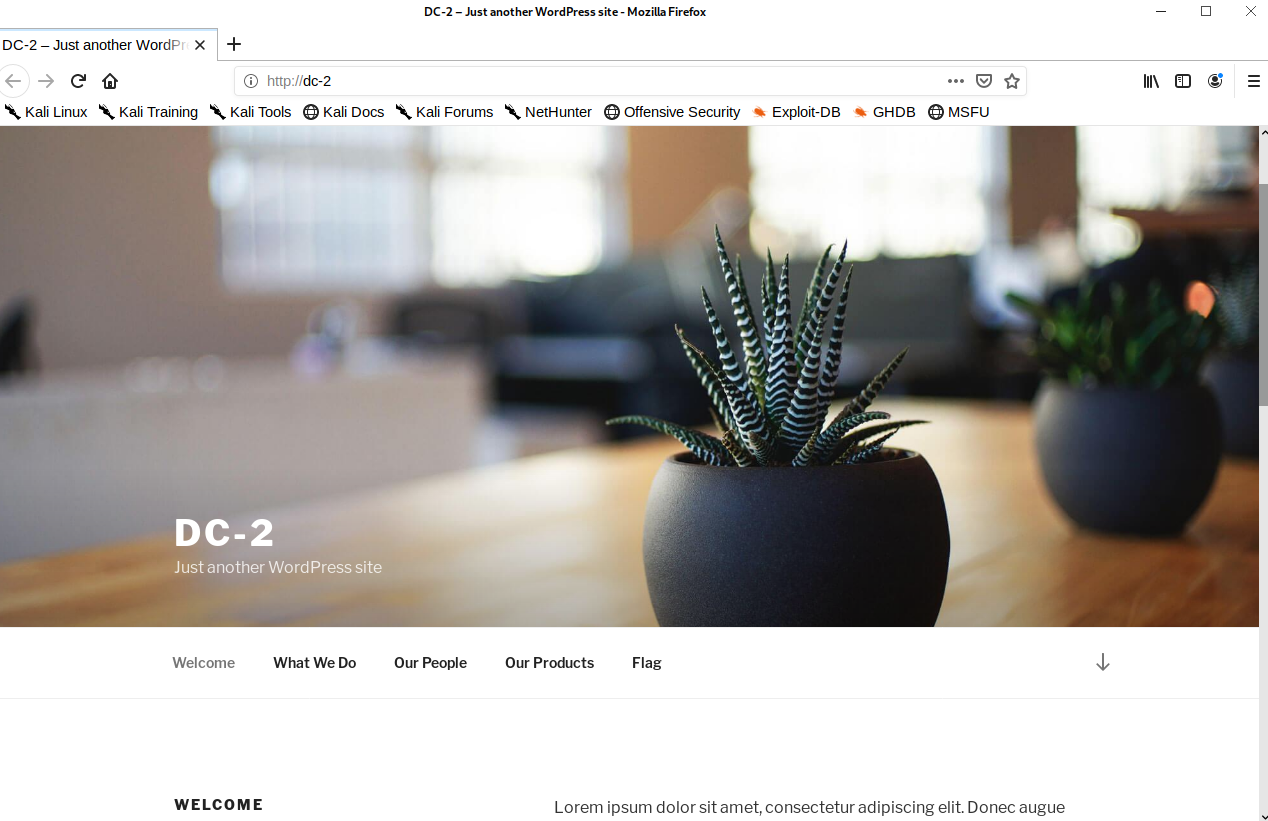 DC-2 – Just another WordPress site - Mozilla Firefox
DC-2 – Just another WordPr
http://dc-2
Kali Linux Kali Training Kali Tools Kali Docs Kali Forums NetHunter Offensive Security Exploit-DB GHDB MSFU
DC-2
Just another WordPress site
Welcome What We Do Our People Our Products Flag
WELCOME
Lorem ipsum dolor sit amet, consectetur adipiscing elit. Donec augue